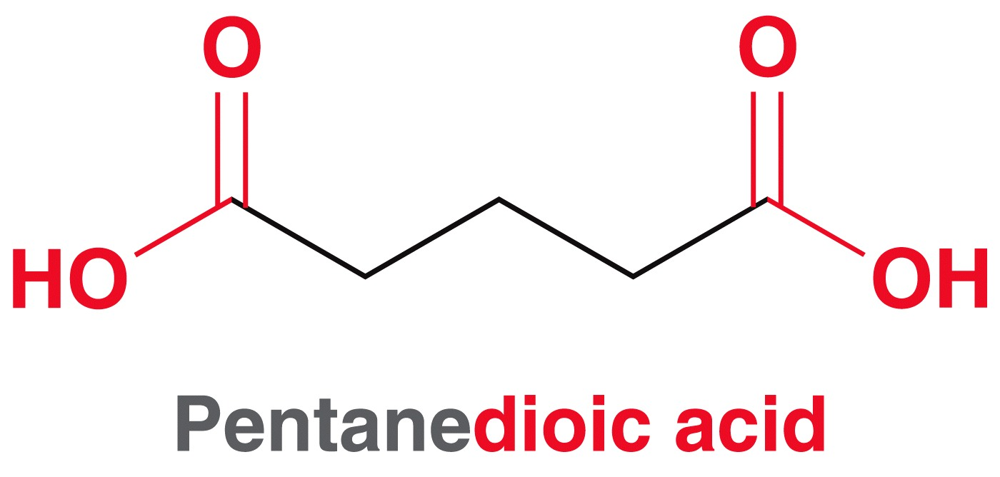 O O
HO OH
Pentanedioic acid